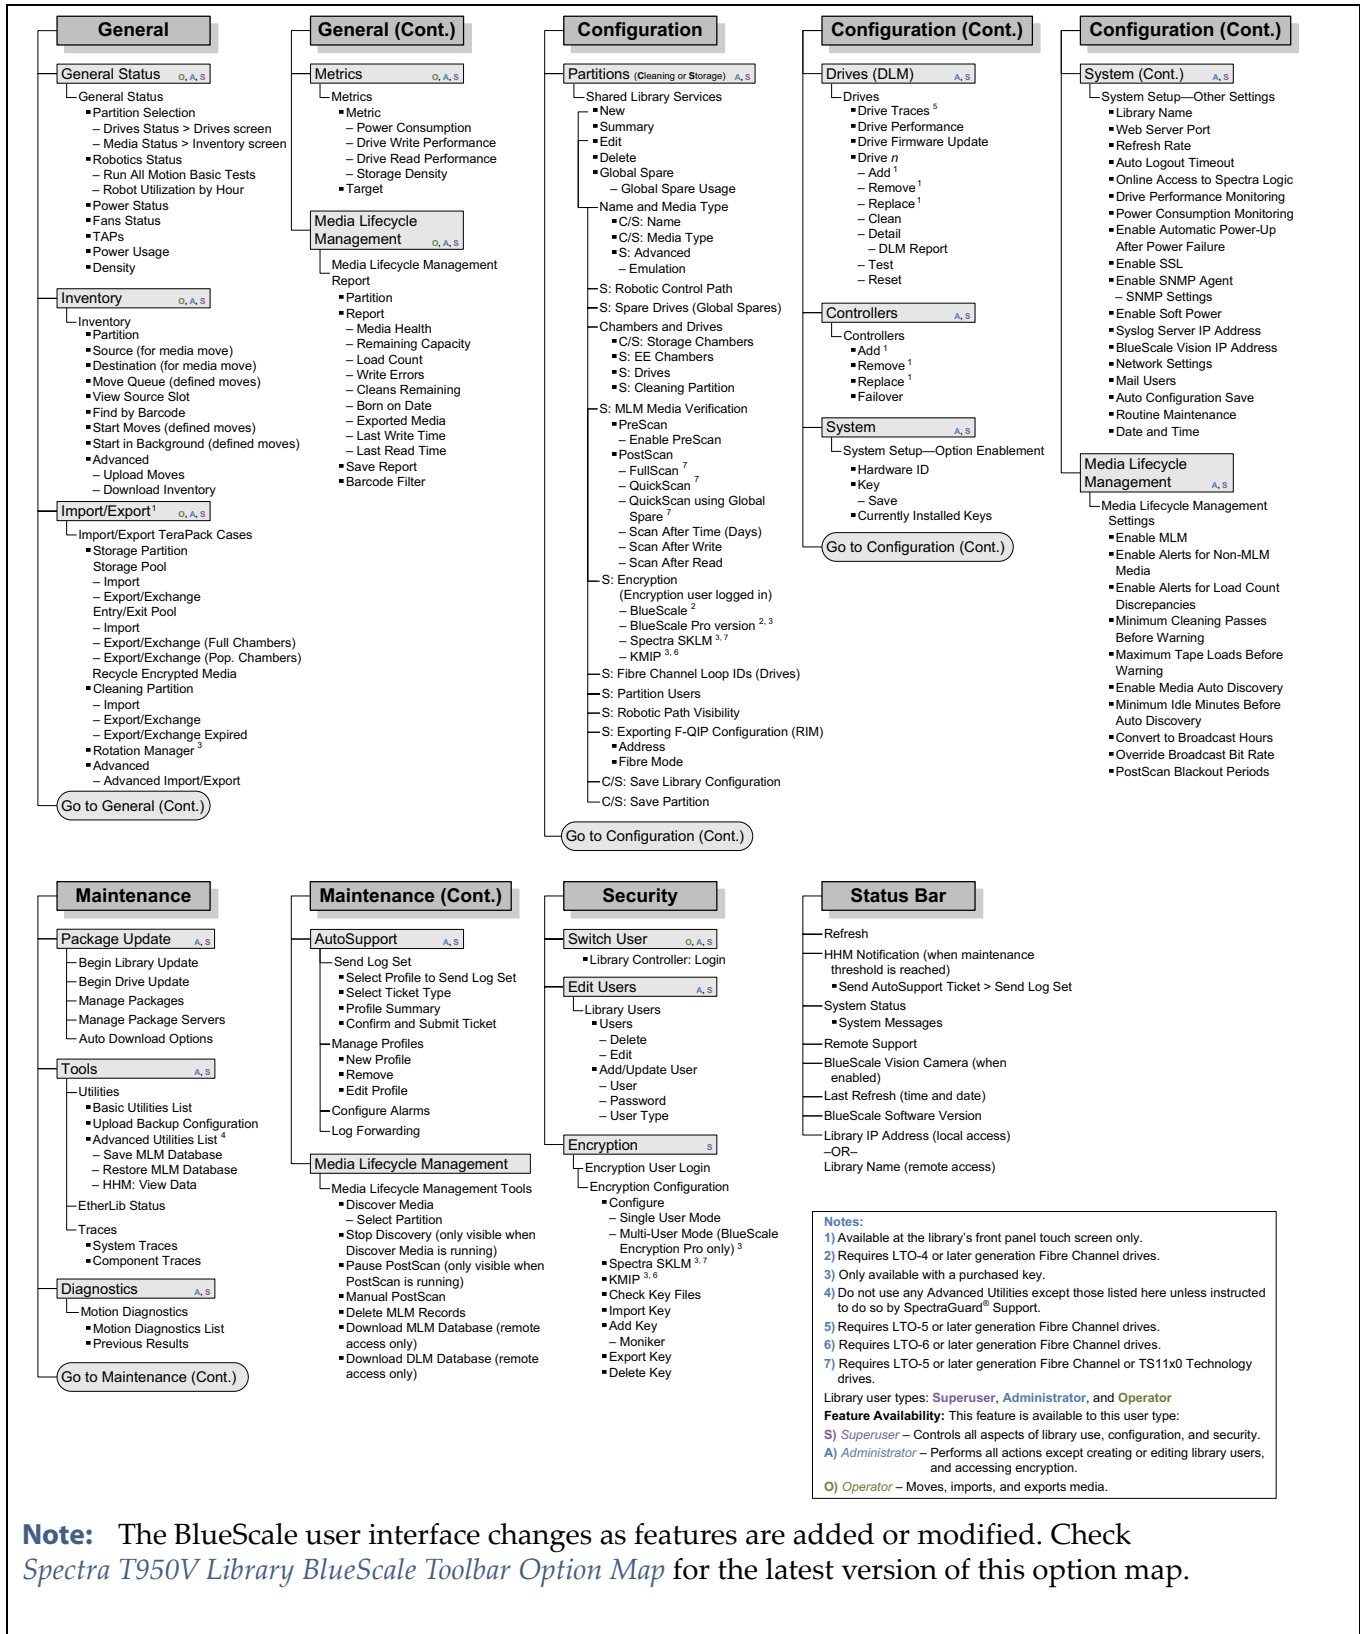 General
General Status O, A, S
General Status
▪Partition Selection
– Drives Status > Drives screen
– Media Status > Inventory screen
▪Robotics Status
– Run All Motion Basic Tests
– Robot Utilization by Hour
▪Power Status
▪Fans Status
▪TAPs
▪Power Usage
▪Density
Inventory O, A, S
Inventory
▪Partition
▪Source (for media move)
▪Destination (for media move)
▪Move Queue (defined moves)
▪View Source Slot
▪Find by Barcode
▪Start Moves (defined moves)
▪Start in Background (defined moves)
▪Advanced
– Upload Moves
– Download Inventory
Import/Export 1 O, A, S
Import/Export TeraPack Cases
▪Storage Partition
Storage Pool
– Import
– Export/Exchange
Entry/Exit Pool
– Import
– Export/Exchange (Full Chambers)
– Export/Exchange (Pop. Chambers)
Recycle Encrypted Media
▪Cleaning Partition
– Import
– Export/Exchange
– Export/Exchange Expired
▪Rotation Manager 3
▪Advanced
– Advanced Import/Export
Go to General (Cont.)
General (Cont.)
Metrics O, A, S
Metrics
▪Metric
– Power Consumption
– Drive Write Performance
– Drive Read Performance
– Storage Density
▪Target
Media Lifecycle
Management O, A, S
Media Lifecycle Management
Report
▪Partition
▪Report
– Media Health
– Remaining Capacity
– Load Count
– Write Errors
– Cleans Remaining
– Born on Date
– Exported Media
– Last Write Time
– Last Read Time
▪Save Report
▪Barcode Filter
Configuration
Partitions (Cleaning or Storage) A, S
Shared Library Services
▪New
▪Summary
▪Edit
▪Delete
▪Global Spare
– Global Spare Usage
Name and Media Type
▪C/S: Name
▪C/S: Media Type
▪S: Advanced
– Emulation
S: Robotic Control Path
S: Spare Drives (Global Spares)
Chambers and Drives
▪C/S: Storage Chambers
▪S: EE Chambers
▪S: Drives
▪S: Cleaning Partition
S: MLM Media Verification
▪PreScan
– Enable PreScan
▪PostScan
– FullScan 7
– QuickScan 7
– QuickScan using Global
Spare 7
– Scan After Time (Days)
– Scan After Write
– Scan After Read
S: Encryption
(Encryption user logged in)
– BlueScale 2
– BlueScale Pro version 2, 3
– Spectra SKLM 3, 7
– KMIP 3, 6
S: Fibre Channel Loop IDs (Drives)
S: Partition Users
S: Robotic Path Visibility
S: Exporting F-QIP Configuration (RIM)
▪Address
▪Fibre Mode
C/S: Save Library Configuration
C/S: Save Partition
Go to Configuration (Cont.)
Configuration (Cont.)
Drives (DLM) A, S
Drives
▪Drive Traces 5
▪Drive Performance
▪Drive Firmware Update
▪Drive n
– Add 1
– Remove 1
– Replace 1
– Clean
– Detail
– DLM Report
– Test
– Reset
Controllers A, S
Controllers
▪Add 1
▪Remove 1
▪Replace 1
▪Failover
System A, S
System Setup—Option Enablement
▪Hardware ID
▪Key
– Save
▪Currently Installed Keys
Go to Configuration (Cont.)
Configuration (Cont.)
System (Cont.) A, S
System Setup—Other Settings
▪Library Name
▪Web Server Port
▪Refresh Rate
▪Auto Logout Timeout
▪Online Access to Spectra Logic
▪Drive Performance Monitoring
▪Power Consumption Monitoring
▪Enable Automatic Power-Up
After Power Failure
▪Enable SSL
▪Enable SNMP Agent
– SNMP Settings
▪Enable Soft Power
▪Syslog Server IP Address
▪BlueScale Vision IP Address
▪Network Settings
▪Mail Users
▪Auto Configuration Save
▪Routine Maintenance
▪Date and Time
Media Lifecycle
Management A, S
Media Lifecycle Management
Settings
▪Enable MLM
▪Enable Alerts for Non-MLM
Media
▪Enable Alerts for Load Count
Discrepancies
▪Minimum Cleaning Passes
Before Warning
▪Maximum Tape Loads Before
Warning
▪Enable Media Auto Discovery
▪Minimum Idle Minutes Before
Auto Discovery
▪Convert to Broadcast Hours
▪Override Broadcast Bit Rate
▪PostScan Blackout Periods
Maintenance
Package Update A, S
Begin Library Update
Begin Drive Update
Manage Packages
Manage Package Servers
Auto Download Options
Tools A, S
Utilities
▪Basic Utilities List
▪Upload Backup Configuration
▪Advanced Utilities List 4
– Save MLM Database
– Restore MLM Database
– HHM: View Data
EtherLib Status
Traces
▪System Traces
▪Component Traces
Diagnostics A, S
Motion Diagnostics
▪Motion Diagnostics List
▪Previous Results
Go to Maintenance (Cont.)
Maintenance (Cont.)
AutoSupport A, S
Send Log Set
▪Select Profile to Send Log Set
▪Select Ticket Type
▪Profile Summary
▪Confirm and Submit Ticket
Manage Profiles
▪New Profile
▪Remove
▪Edit Profile
Configure Alarms
Log Forwarding
Media Lifecycle Management
Media Lifecycle Management Tools
▪Discover Media
– Select Partition
▪Stop Discovery (only visible when
Discover Media is running)
▪Pause PostScan (only visible when
PostScan is running)
▪Manual PostScan
▪Delete MLM Records
▪Download MLM Database (remote
access only)
▪Download DLM Database (remote
access only)
Security
Switch User O, A, S
▪Library Controller: Login
Edit Users A, S
Library Users
▪Users
– Delete
– Edit
▪Add/Update User
– User
– Password
– User Type
Encryption S
Encryption User Login
Encryption Configuration
▪Configure
– Single User Mode
– Multi-User Mode (BlueScale
Encryption Pro only) 3
▪Spectra SKLM 3, 7
▪KMIP 3, 6
▪Check Key Files
▪Import Key
▪Add Key
– Moniker
▪Export Key
▪Delete Key
Status Bar
Refresh
HHM Notification (when maintenance
threshold is reached)
▪Send AutoSupport Ticket > Send Log Set
System Status
▪System Messages
Remote Support
BlueScale Vision Camera (when
enabled)
Last Refresh (time and date)
BlueScale Software Version
Library IP Address (local access)
–OR–
Library Name (remote access)
Notes:
1) Available at the library's front panel touch screen only.
2) Requires LTO-4 or later generation Fibre Channel drives.
3) Only available with a purchased key.
4) Do not use any Advanced Utilities except those listed here unless instructed
to do so by SpectraGuard® Support.
5) Requires LTO-5 or later generation Fibre Channel drives.
6) Requires LTO-6 or later generation Fibre Channel drives.
7) Requires LTO-5 or later generation Fibre Channel or TS11x0 Technology
drives.
Library user types: Superuser, Administrator, and Operator
Feature Availability: This feature is available to this user type:
S) Superuser – Controls all aspects of library use, configuration, and security.
A) Administrator – Performs all actions except creating or editing library users,
and accessing encryption.
O) Operator – Moves, imports, and exports media.
Note: The BlueScale user interface changes as features are added or modified. Check
Spectra T950V Library BlueScale Toolbar Option Map for the latest version of this option map.